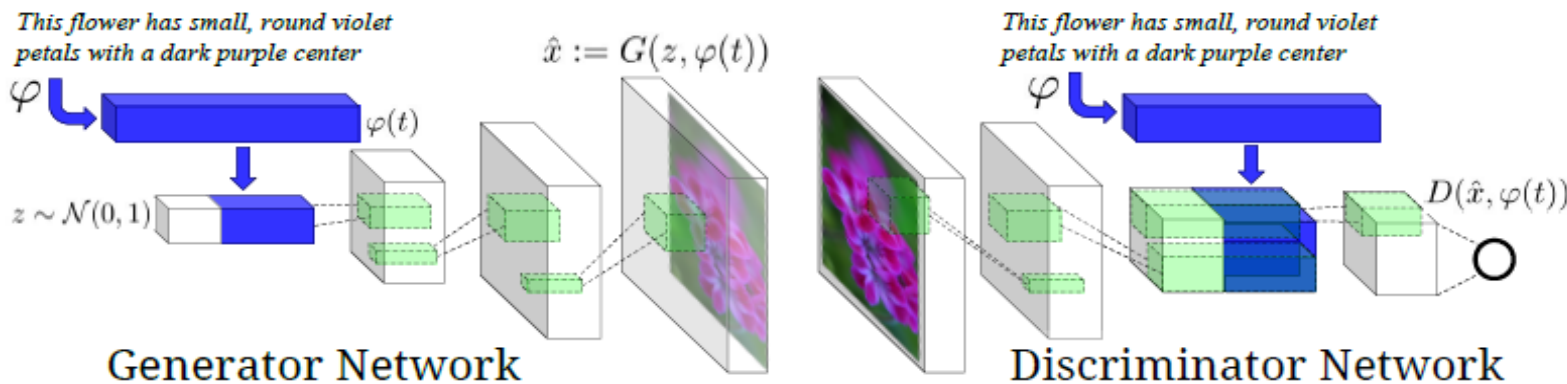 This flower has small, round violet
petals with a dark purple center
φ
φ(t)
z ∼ 𝒩(0, 1)
x̂ := G(z, φ(t))
Generator Network
This flower has small, round violet
petals with a dark purple center
φ
D(x̂, φ(t))
Discriminator Network